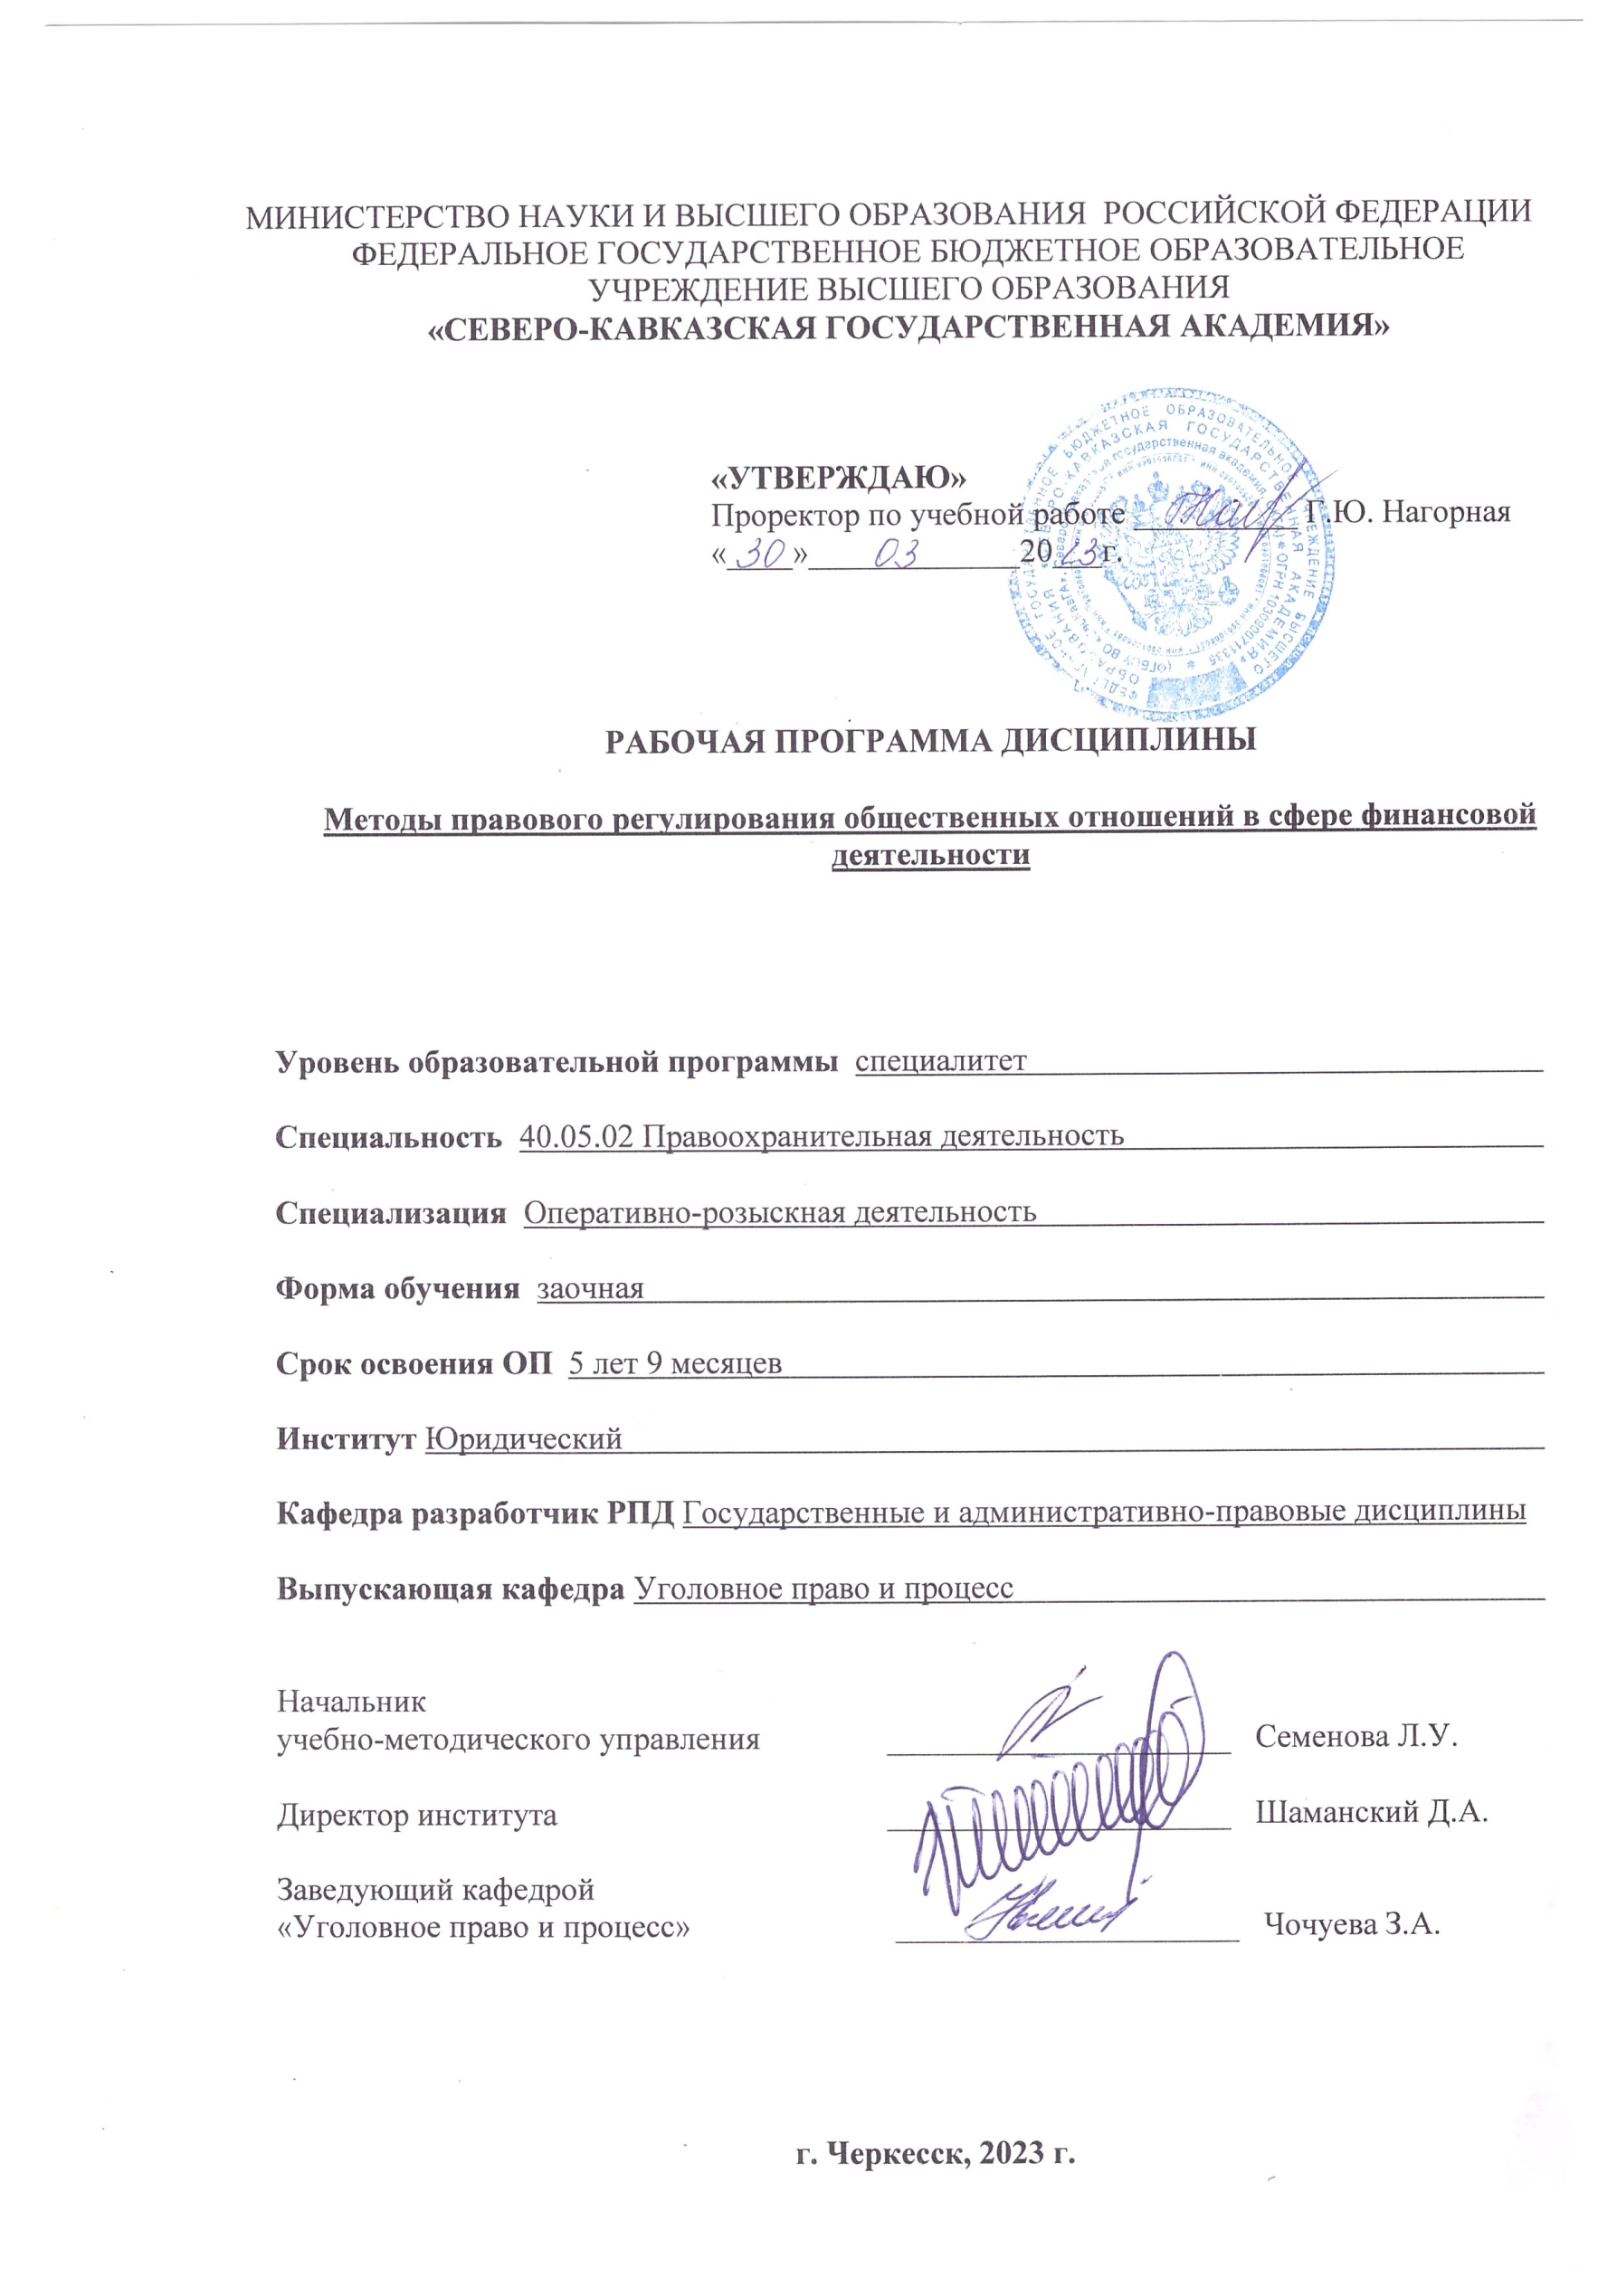 МИНИСТЕРСТВО НАУКИ И ВЫСШЕГО ОБРАЗОВАНИЯ РОССИЙСКОЙ ФЕДЕРАЦИИ
ФЕДЕРАЛЬНОЕ ГОСУДАРСТВЕННОЕ БЮДЖЕТНОЕ ОБРАЗОВАТЕЛЬНОЕ
УЧРЕЖДЕНИЕ ВЫСШЕГО ОБРАЗОВАНИЯ
«СЕВЕРО-КАВКАЗСКАЯ ГОСУДАРСТВЕННАЯ АКАДЕМИЯ»
«УТВЕРЖДАЮ»
Проректор по учебной работе Г.Ю. Нагорная
«30» 03 2023г.
РАБОЧАЯ ПРОГРАММА ДИСЦИПЛИНЫ
Методы правового регулирования общественных отношений в сфере финансовой
деятельности
Уровень образовательной программы специалитет
Специальность 40.05.02 Правоохранительная деятельность
Специализация Оперативно-розыскная деятельность
Форма обучения заочная
Срок освоения ОП 5 лет 9 месяцев
Институт Юридический
Кафедра разработчик РПД Государственные и административно-правовые дисциплины
Выпускающая кафедра Уголовное право и процесс
Начальник
учебно-методического управления Семенова Л.У.
Директор института Шаманский Д.А.
Заведующий кафедрой
«Уголовное право и процесс» Чочуева З.А.
г. Черкесск, 2023 г.